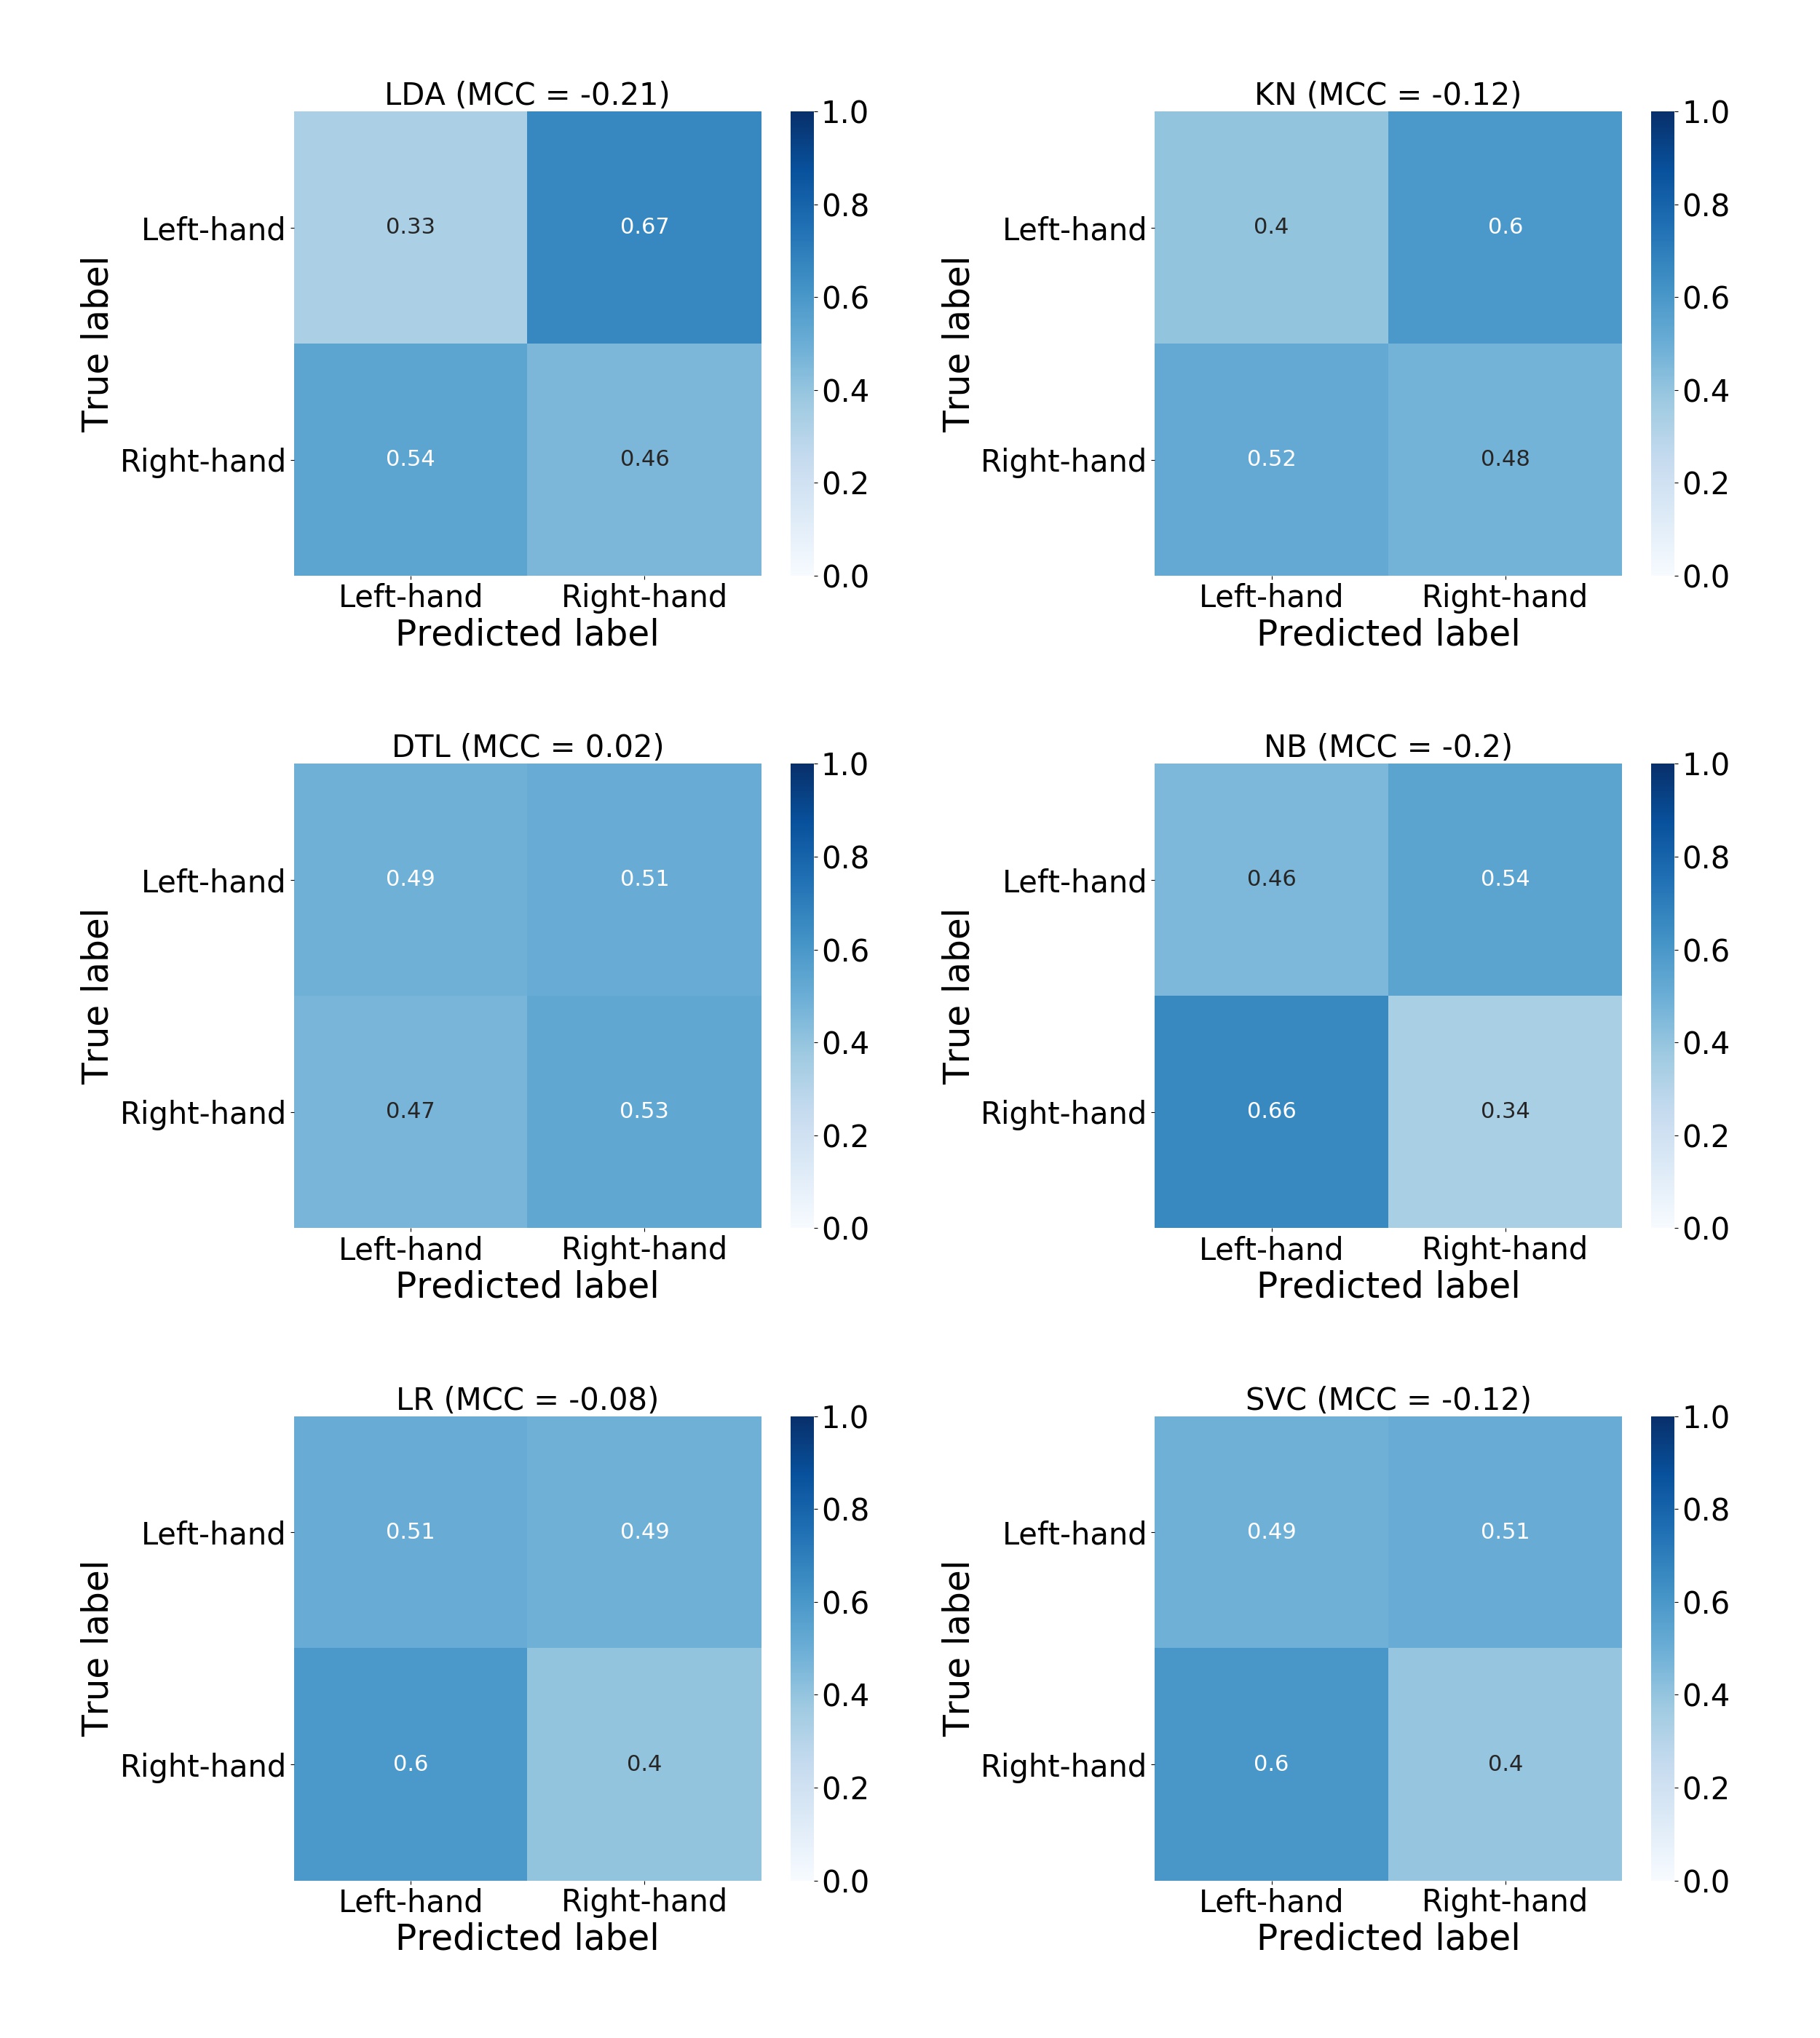 LDA (MCC = -0.21)
True label
Left-hand
Right-hand
0.33 0.67
0.54 0.46
Left-hand Right-hand
Predicted label
1.0
0.8
0.6
0.4
0.2
0.0
KN (MCC = -0.12)
True label
Left-hand
Right-hand
0.4 0.6
0.52 0.48
Left-hand Right-hand
Predicted label
1.0
0.8
0.6
0.4
0.2
0.0
DTL (MCC = 0.02)
True label
Left-hand
Right-hand
0.49 0.51
0.47 0.53
Left-hand Right-hand
Predicted label
1.0
0.8
0.6
0.4
0.2
0.0
NB (MCC = -0.2)
True label
Left-hand
Right-hand
0.46 0.54
0.66 0.34
Left-hand Right-hand
Predicted label
1.0
0.8
0.6
0.4
0.2
0.0
LR (MCC = -0.08)
True label
Left-hand
Right-hand
0.51 0.49
0.6 0.4
Left-hand Right-hand
Predicted label
1.0
0.8
0.6
0.4
0.2
0.0
SVC (MCC = -0.12)
True label
Left-hand
Right-hand
0.49 0.51
0.6 0.4
Left-hand Right-hand
Predicted label
1.0
0.8
0.6
0.4
0.2
0.0